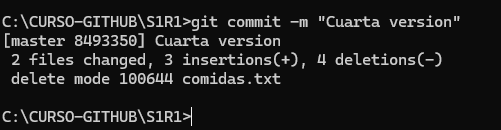 C:\CURSO-GITHUB\S1R1>git commit -m "Cuarta version"
[master 8493350] Cuarta version
 2 files changed, 3 insertions(+), 4 deletions(-)
 delete mode 100644 comidas.txt
C:\CURSO-GITHUB\S1R1>